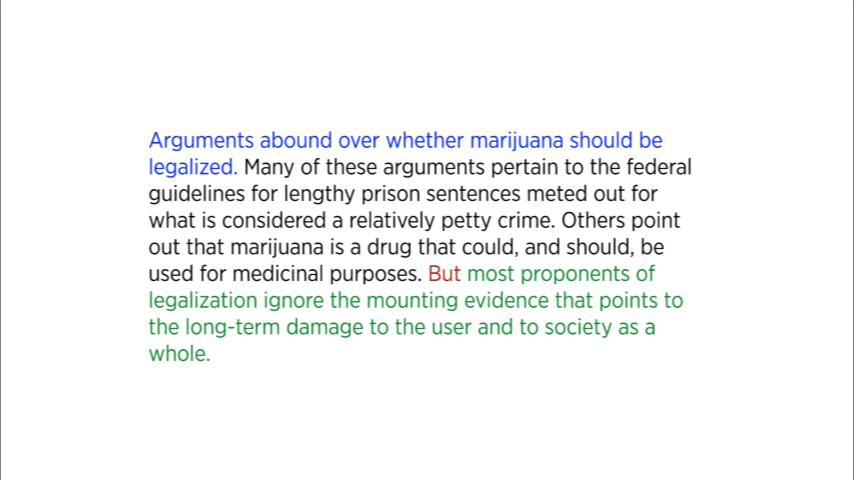 Arguments abound over whether marijuana should be
legalized. Many of these arguments pertain to the federal
guidelines for lengthy prison sentences meted out for
what is considered a relatively petty crime. Others point
out that marijuana is a drug that could, and should, be
used for medicinal purposes. But most proponents of
legalization ignore the mounting evidence that points to
the long-term damage to the user and to society as a
whole.